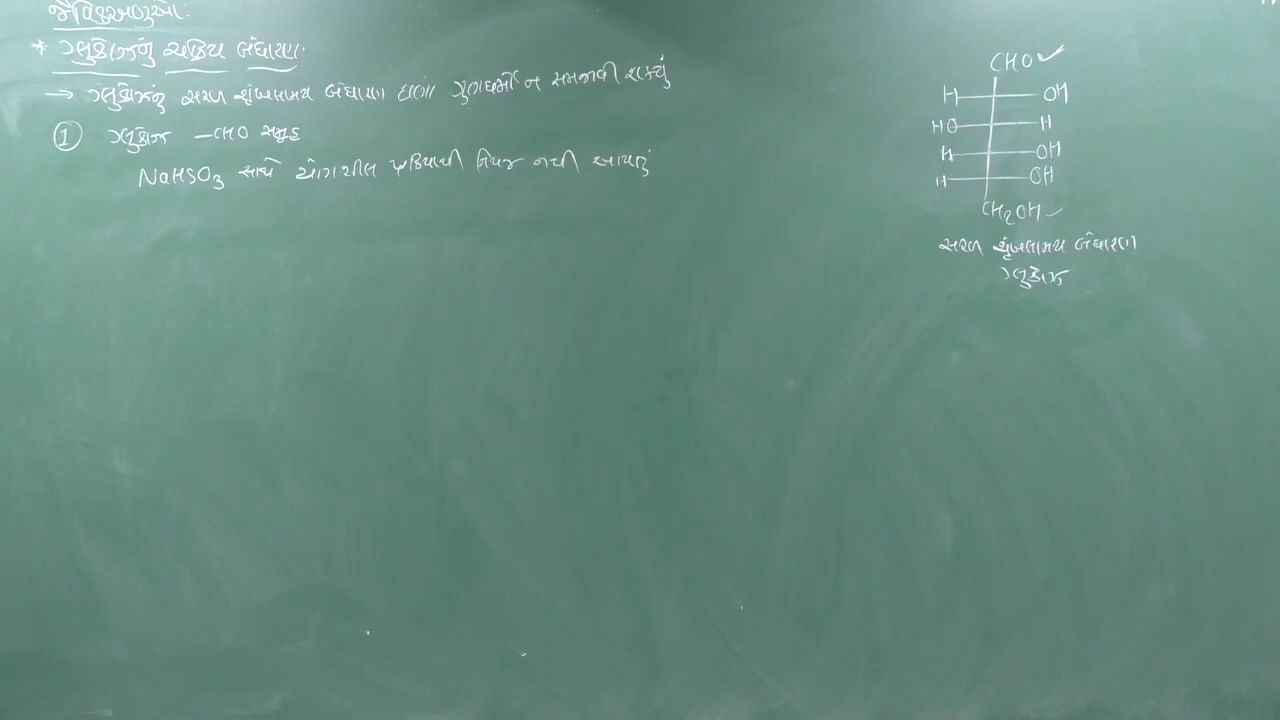 જૈવિકઅણુઓ:
* ગ્લુકોઝનું ચક્રિય બંધારણ:
→ ગ્લુકોઝનું સરળ શૃંખલામય બંધારણ ઘણા ગુણધર્મો ન સમજાવી શક્યું
① ગ્લુકોઝ -CHO સમૂહ
NaHSO3 સાથે યોગશીલ પ્રક્રિયાથી નિપજ નથી આપતું
CHO ✓
H OH
HO H
H OH
H OH
CH2OH ✓
સરળ શૃંખલામય બંધારણ
ગ્લુકોઝ